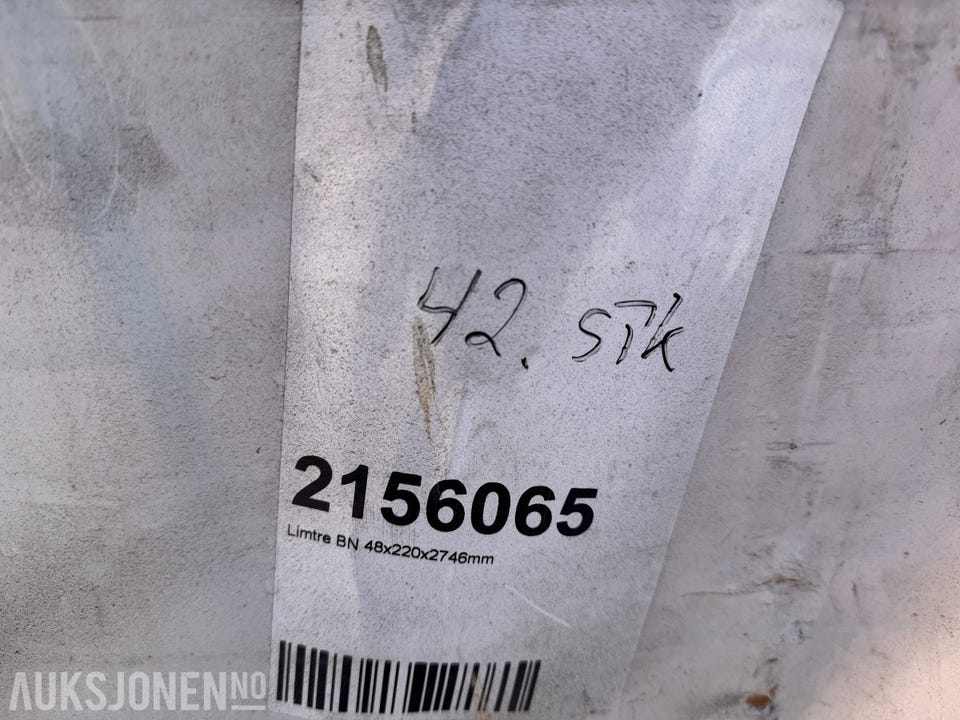 42. stk
2156065
Limtre BN 48x220x2746mm
AUKSJONEN.NO